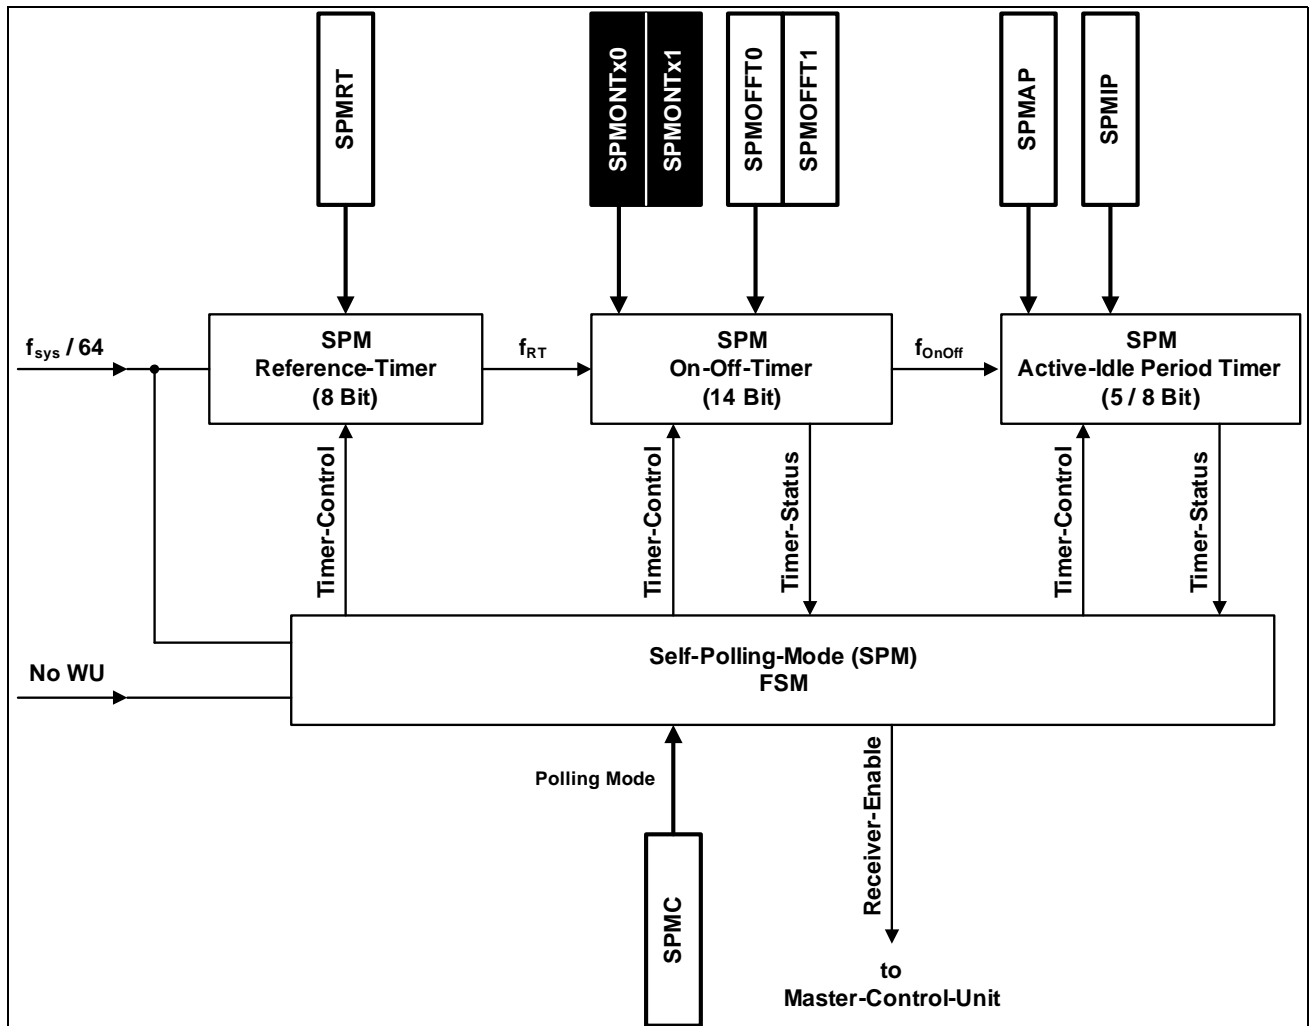 SPMRT
SPMONTx0
SPMONTx1
SPMOFFT0
SPMOFFT1
SPMAP
SPMIP
fsys / 64
SPM
Reference-Timer
(8 Bit)
fRT
SPM
On-Off-Timer
(14 Bit)
fOnOff
SPM
Active-Idle Period Timer
(5 / 8 Bit)
Timer-Control
Timer-Control
Timer-Status
Timer-Control
Timer-Status
No WU
Self-Polling-Mode (SPM)
FSM
Polling Mode
Receiver-Enable
SPMC
to
Master-Control-Unit